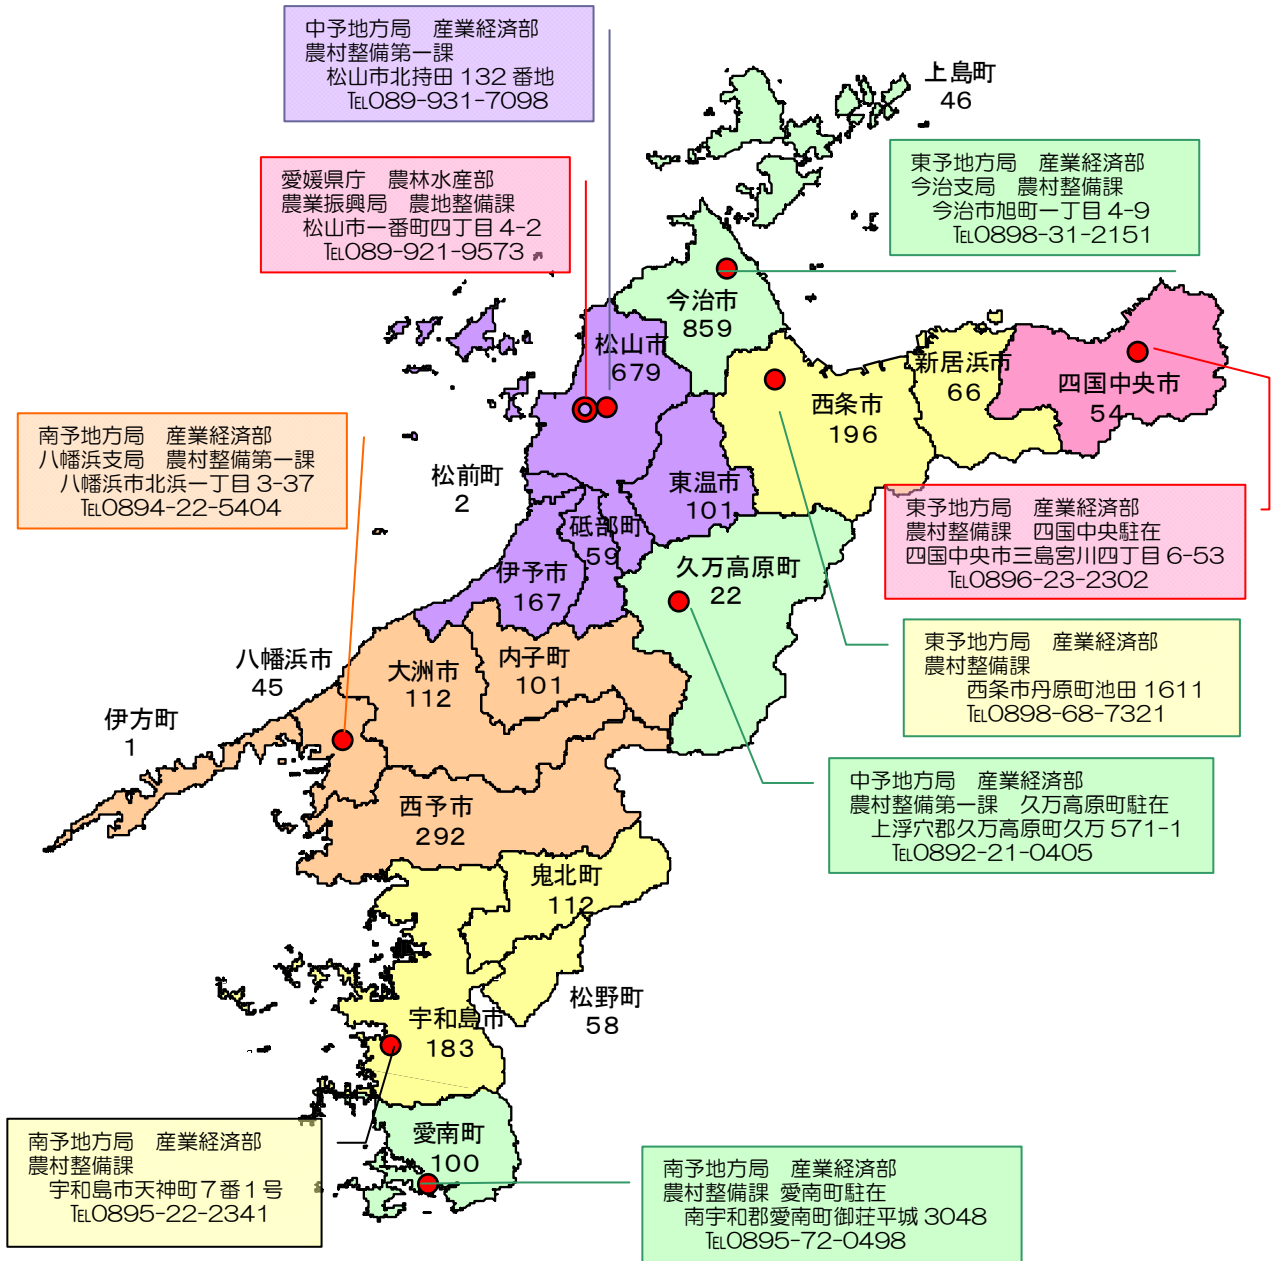 中予地方局　産業経済部
農村整備第一課
松山市北持田 132 番地
℡089-931-7098
上島町
46
愛媛県庁　農林水産部
農業振興局　農地整備課
松山市一番町四丁目 4-2
℡089-921-9573
東予地方局　産業経済部
今治支局　農村整備課
今治市旭町一丁目 4-9
℡0898-31-2151
今治市
859
松山市
679
新居浜市
66
四国中央市
54
西条市
196
南予地方局　産業経済部
八幡浜支局　農村整備第一課
八幡浜市北浜一丁目 3-37
℡0894-22-5404
松前町
2
東温市
101
砥部町
59
東予地方局　産業経済部
農村整備課　四国中央駐在
四国中央市三島宮川四丁目 6-53
℡0896-23-2302
伊予市
167
久万高原町
22
東予地方局　産業経済部
農村整備課
西条市丹原町池田 1611
℡0898-68-7321
八幡浜市
45
大洲市
112
内子町
101
伊方町
1
中予地方局　産業経済部
農村整備第一課　久万高原町駐在
上浮穴郡久万高原町久万 571-1
℡0892-21-0405
西予市
292
鬼北町
112
松野町
58
宇和島市
183
南予地方局　産業経済部
農村整備課
宇和島市天神町７番１号
℡0895-22-2341
愛南町
100
南予地方局　産業経済部
農村整備課 愛南町駐在
南宇和郡愛南町御荘平城 3048
℡0895-72-0498